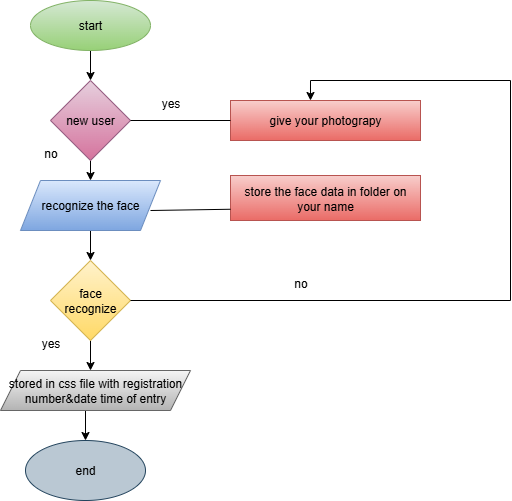 start
new user
yes
give your photograpy
no
recognize the face
store the face data in folder on
your name
face
recognize
no
yes
stored in css file with registration
number&date time of entry
end